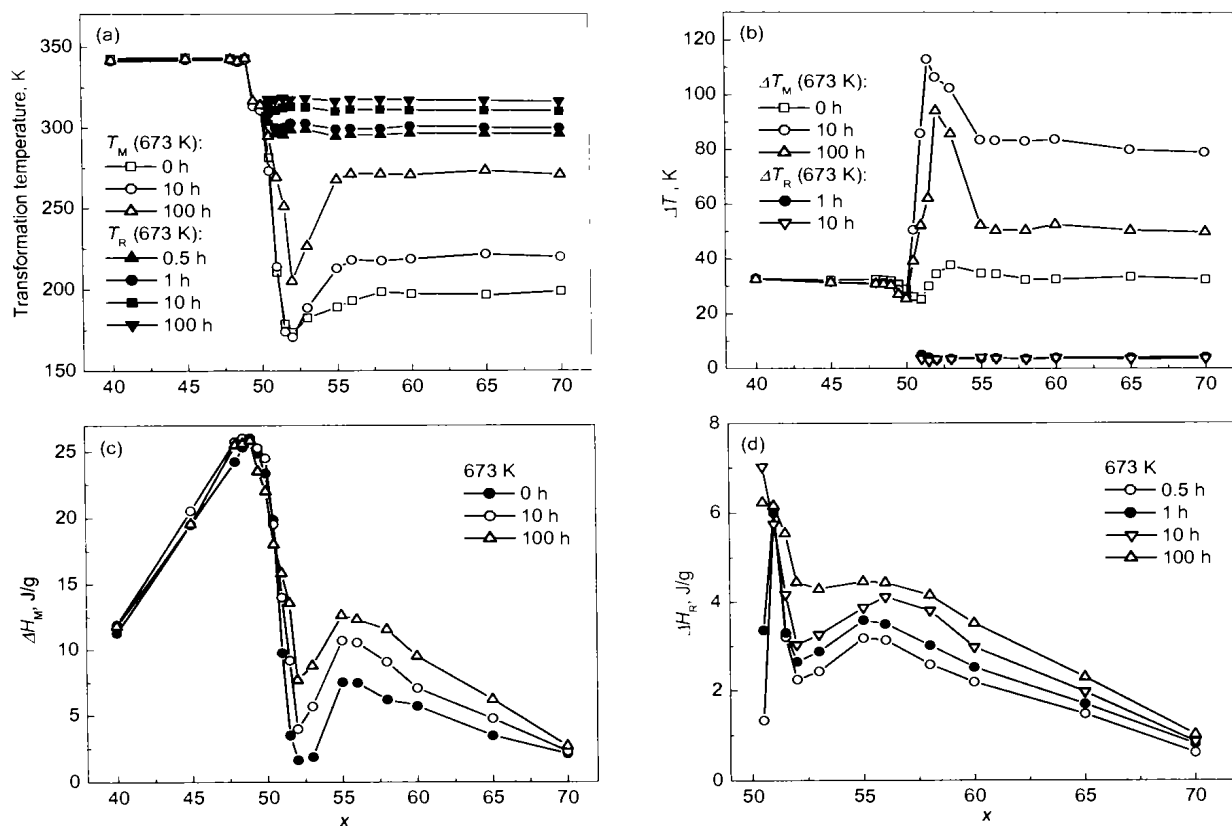 (a)
Transformation temperature, K
350
300
250
200
150
T_M (673 K):
0 h
10 h
100 h
T_R (673 K):
0.5 h
1 h
10 h
100 h
40 45 50 55 60 65 70
(b)
ΔT, K
120
100
80
60
40
20
0
ΔT_M (673 K):
0 h
10 h
100 h
ΔT_R (673 K):
1 h
10 h
40 45 50 55 60 65 70
(c)
ΔH_M, J/g
25
20
15
10
5
0
673 K
0 h
10 h
100 h
40 45 50 55 60 65 70
x
(d)
ΔH_R, J/g
8
6
4
2
0
673 K
0.5 h
1 h
10 h
100 h
50 55 60 65 70
x